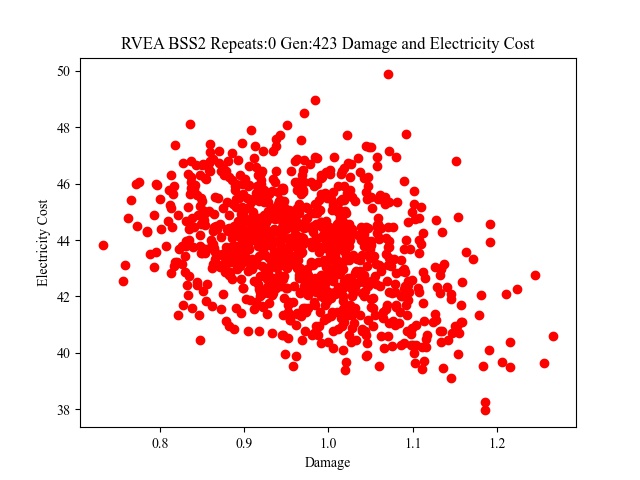 RVEA BSS2 Repeats:0 Gen:423 Damage and Electricity Cost
50
48
46
44
42
40
38
Electricity Cost
0.8 0.9 1.0 1.1 1.2
Damage